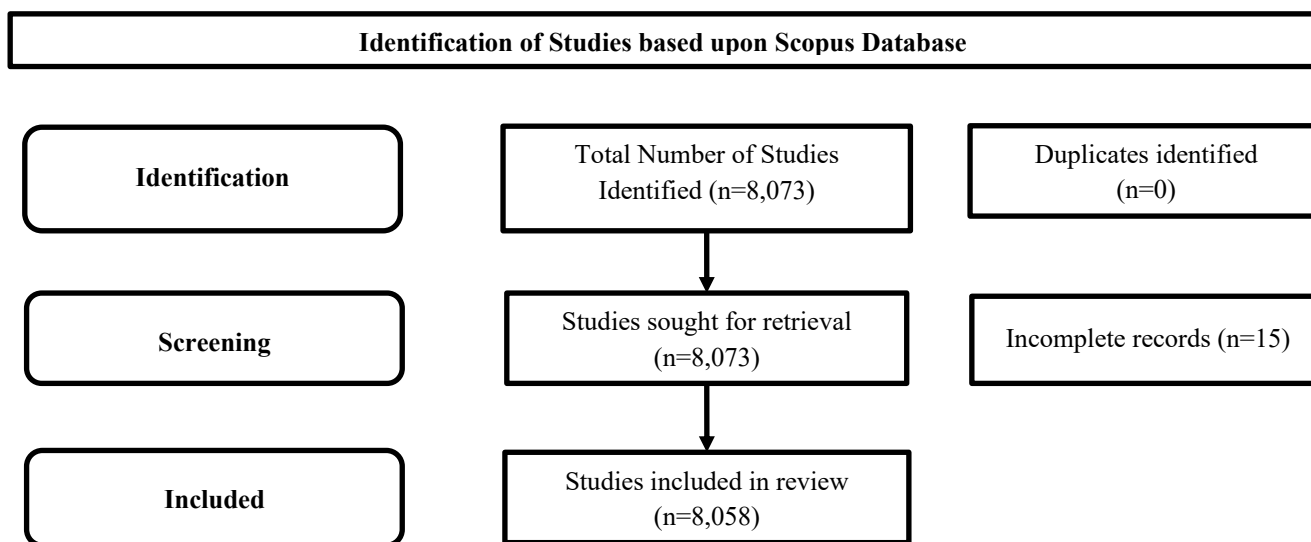 Identification of Studies based upon Scopus Database
Identification
Total Number of Studies
Identified (n=8,073)
Duplicates identified
(n=0)
Screening
Studies sought for retrieval
(n=8,073)
Incomplete records (n=15)
Included
Studies included in review
(n=8,058)